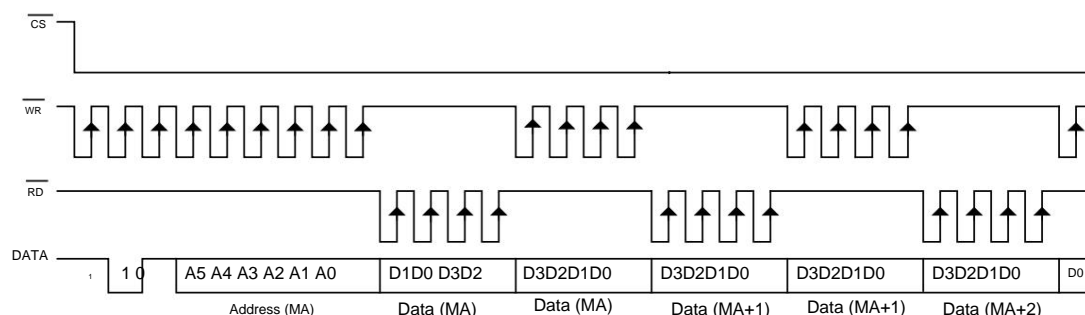 CS
WR
RD
DATA
1
1 0
A5 A4 A3 A2 A1 A0
D1D0 D3D2
D3D2D1D0
D3D2D1D0
D3D2D1D0
D3D2D1D0
D0
Address (MA)
Data (MA)
Data (MA)
Data (MA+1)
Data (MA+1)
Data (MA+2)